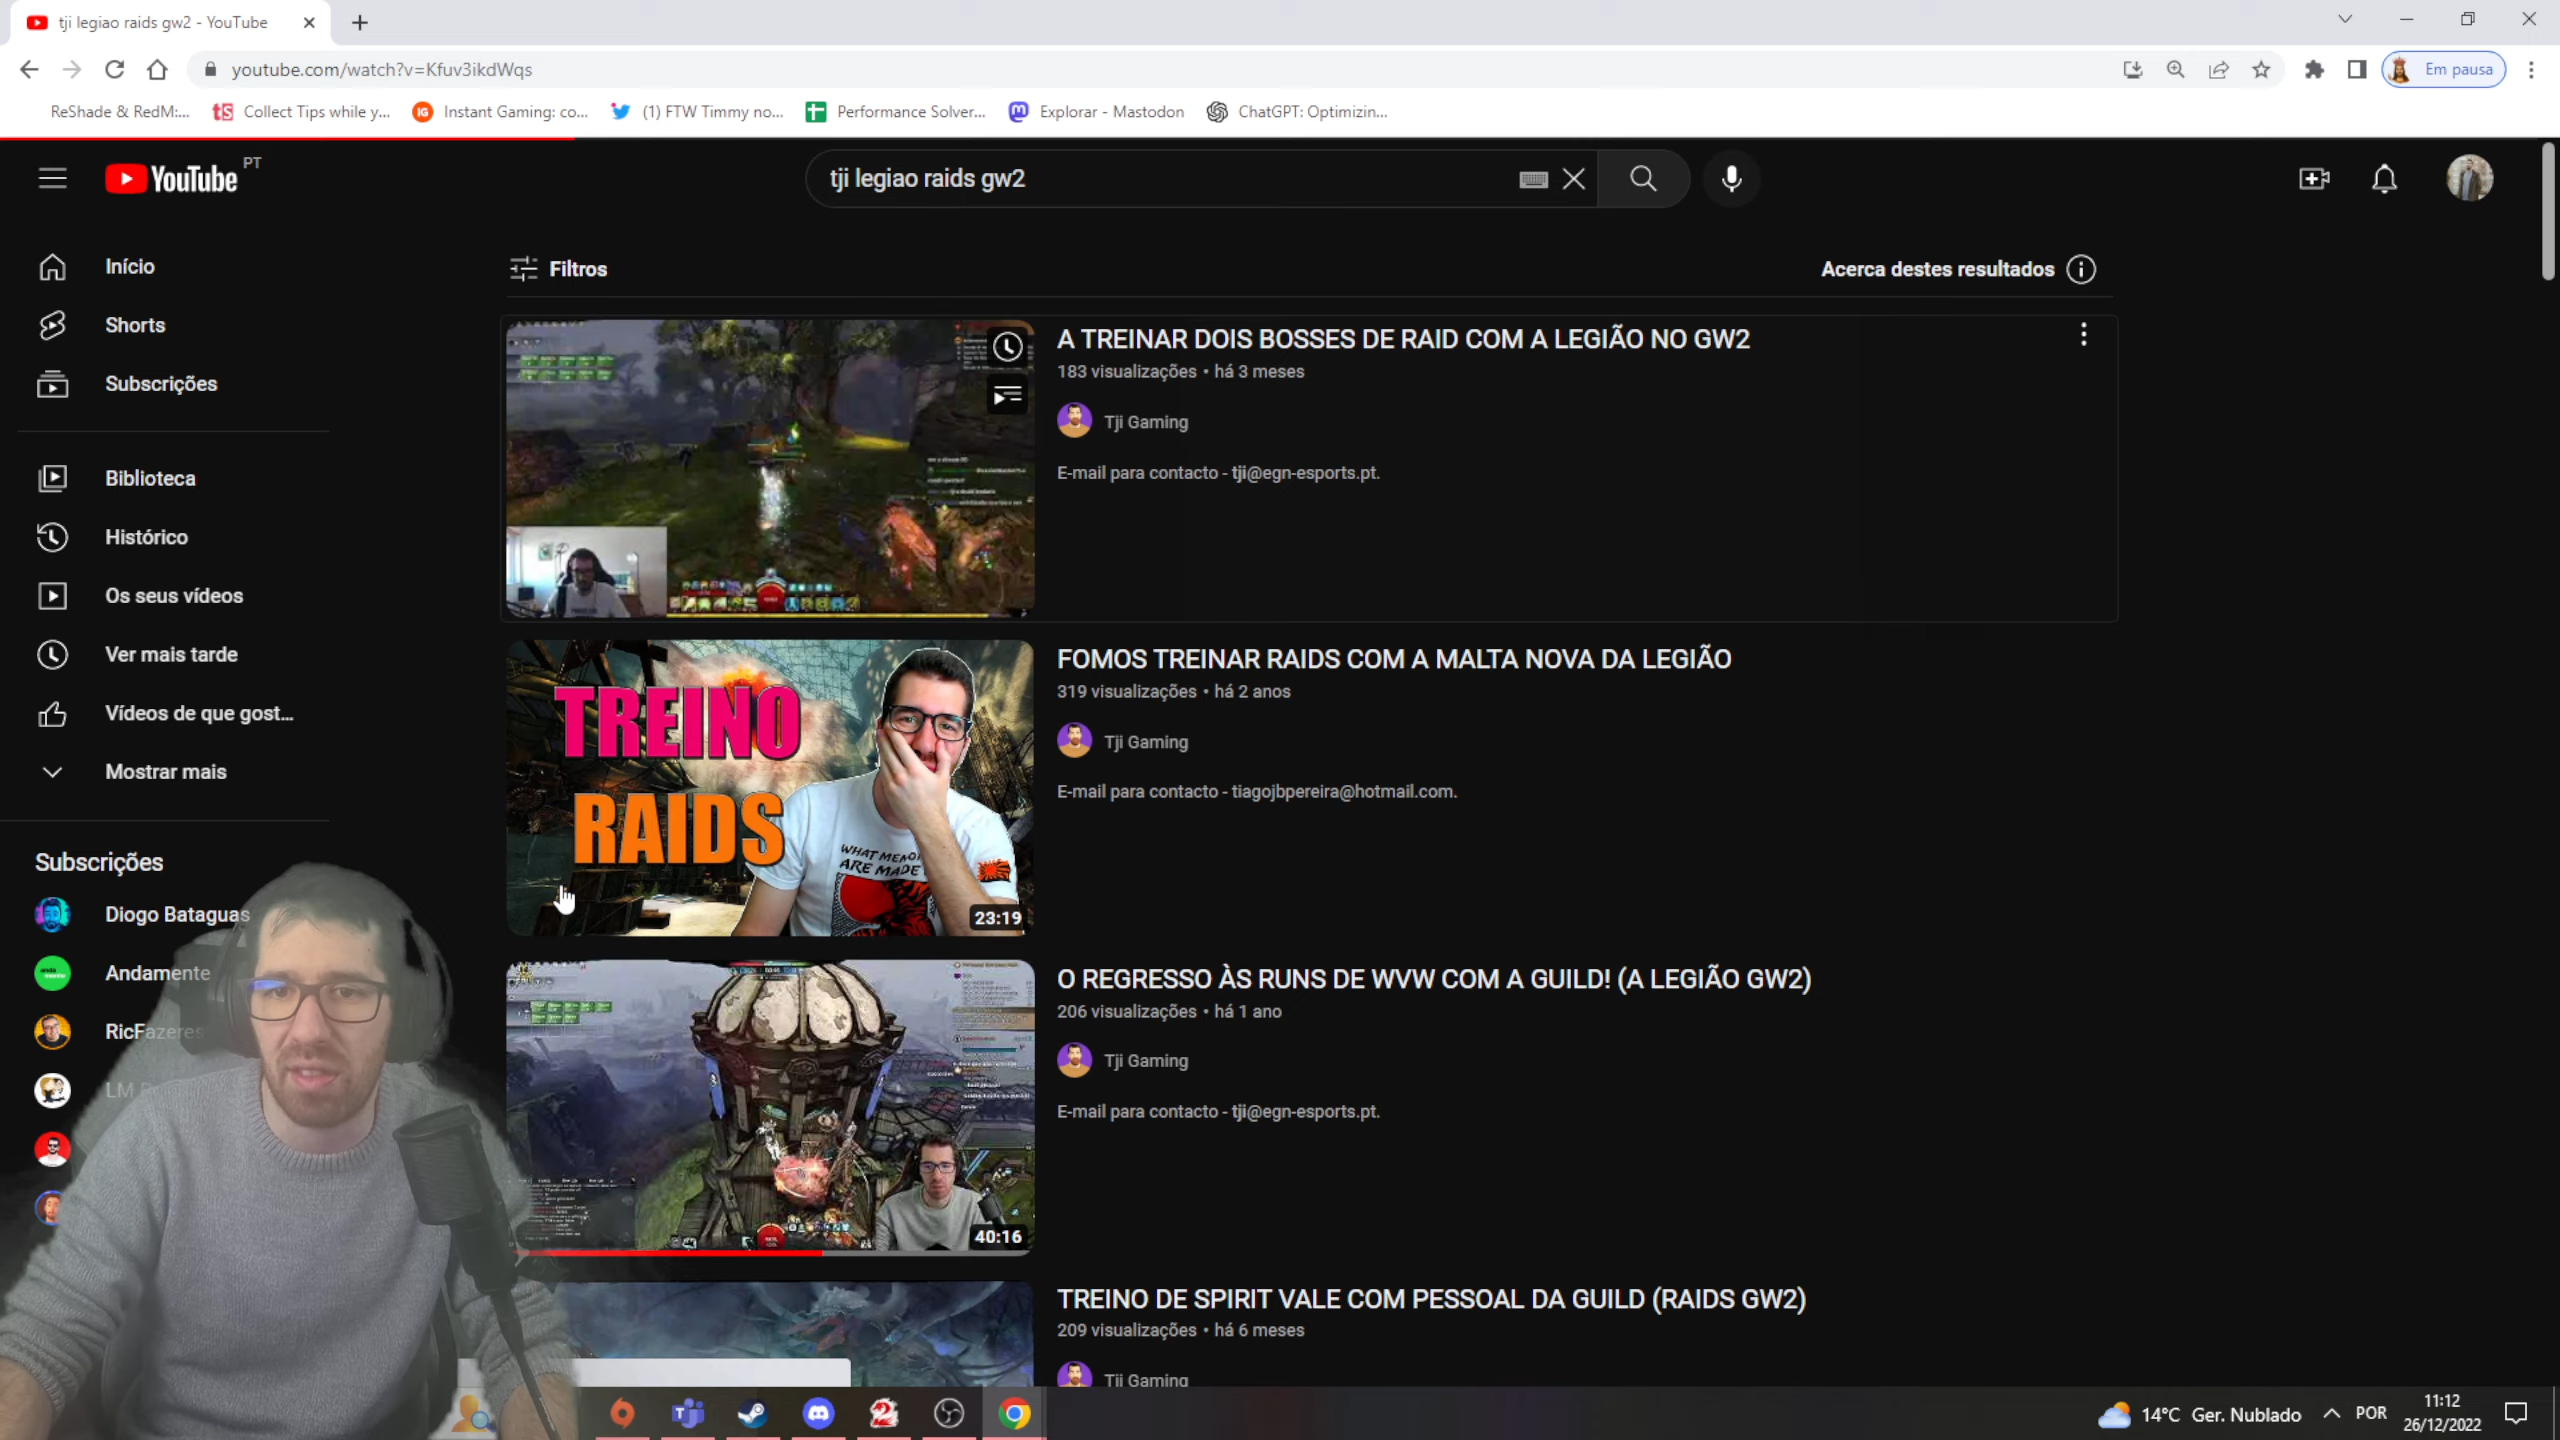 tji legiao raids gw2 - YouTube
youtube.com/watch?v=Kfuv3ikdWqs
Em pausa
ReShade & RedM:...
Collect Tips while y...
Instant Gaming: co...
(1) FTW Timmy no...
Performance Solver...
Explorar - Mastodon
ChatGPT: Optimizin...
YouTube PT
tji legiao raids gw2
Início
Shorts
Subscrições
Biblioteca
Histórico
Os seus vídeos
Ver mais tarde
Vídeos de que gost...
Mostrar mais
Subscrições
Diogo Bataguas
Andamente
RicFazeres
LM
Filtros
Acerca destes resultados
A TREINAR DOIS BOSSES DE RAID COM A LEGIÃO NO GW2
183 visualizações • há 3 meses
Tji Gaming
E-mail para contacto - tji@egn-esports.pt.
TREINO
RAIDS
WHAT
ARE MADE
23:19
FOMOS TREINAR RAIDS COM A MALTA NOVA DA LEGIÃO
319 visualizações • há 2 anos
Tji Gaming
E-mail para contacto - tiagojbpereira@hotmail.com.
40:16
O REGRESSO ÀS RUNS DE WVW COM A GUILD! (A LEGIÃO GW2)
206 visualizações • há 1 ano
Tji Gaming
E-mail para contacto - tji@egn-esports.pt.
TREINO DE SPIRIT VALE COM PESSOAL DA GUILD (RAIDS GW2)
209 visualizações • há 6 meses
Tji Gaming
14°C Ger. Nublado
POR
11:12
26/12/2022